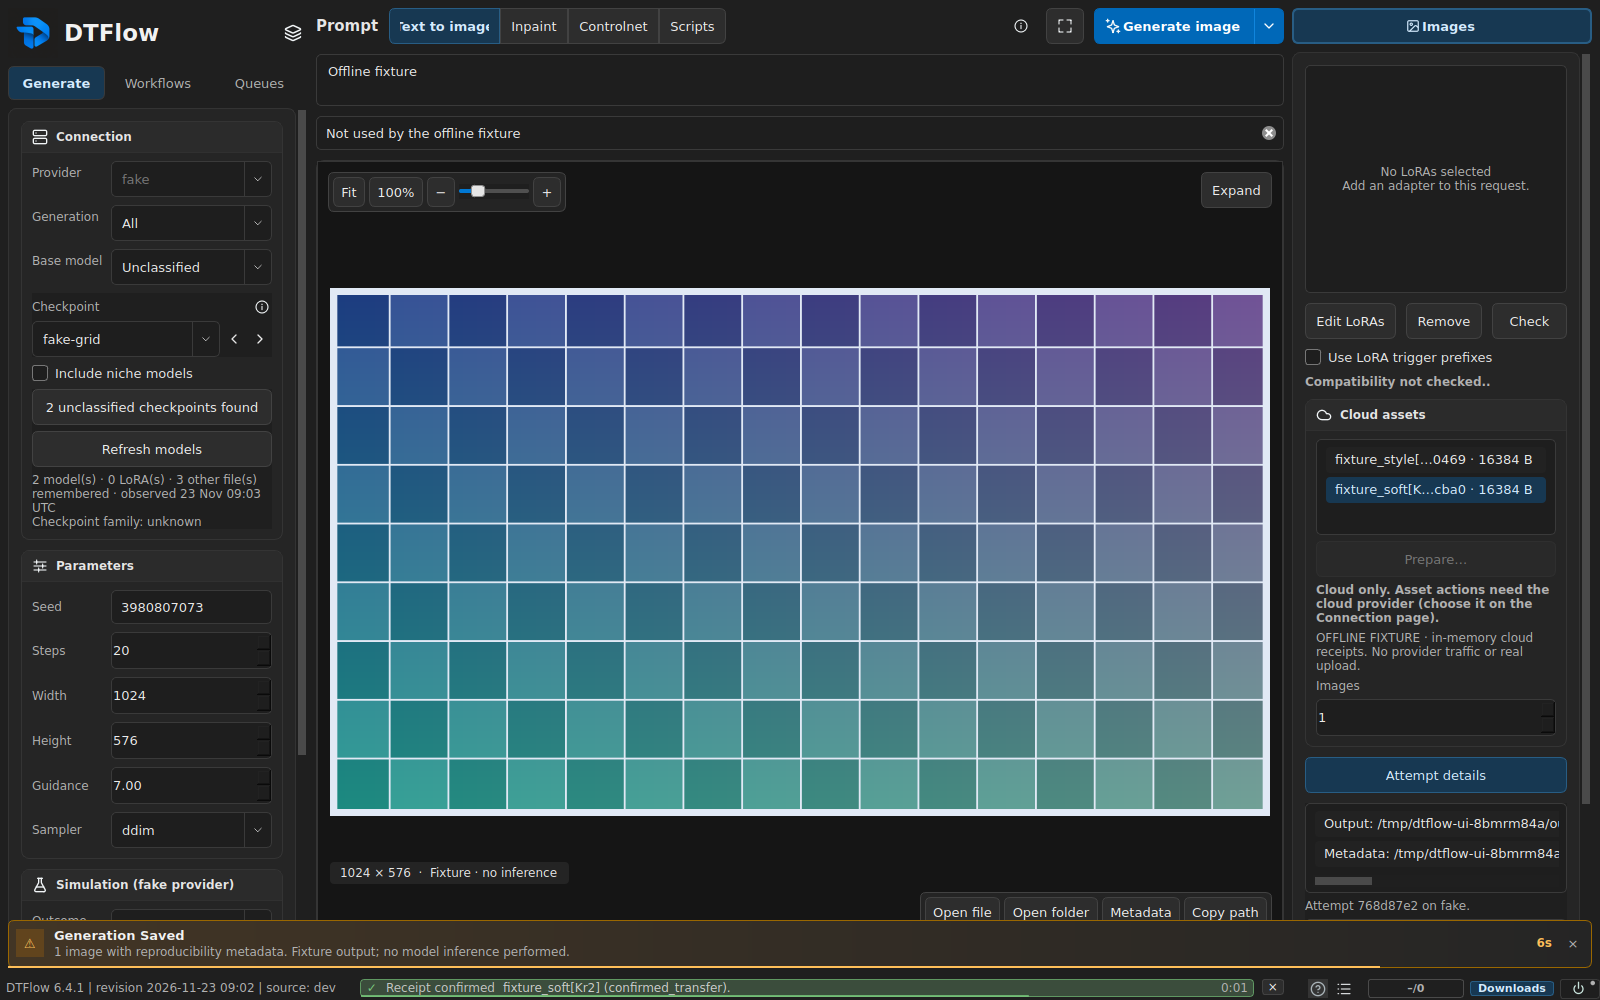 DTFlow
Prompt
Text to image
Inpaint
Controlnet
Scripts
Generate image
Images
Generate
Workflows
Queues
Offline fixture
Not used by the offline fixture
Connection
Provider
fake
Generation
All
Base model
Unclassified
Checkpoint
fake-grid
Include niche models
2 unclassified checkpoints found
Refresh models
2 model(s) · 0 LoRA(s) · 3 other file(s)
remembered · observed 23 Nov 09:03
UTC
Checkpoint family: unknown
Parameters
Seed
3980807073
Steps
20
Width
1024
Height
576
Guidance
7.00
Sampler
ddim
Simulation (fake provider)
Outcome
Fit
100%
−
+
Expand
1024 × 576 · Fixture · no inference
Open file
Open folder
Metadata
Copy path
No LoRAs selected
Add an adapter to this request.
Edit LoRAs
Remove
Check
Use LoRA trigger prefixes
Compatibility not checked..
Cloud assets
fixture_style[...0469 · 16384 B
fixture_soft[K...cba0 · 16384 B
Prepare...
Cloud only. Asset actions need the
cloud provider (choose it on the
Connection page).
OFFLINE FIXTURE · in-memory cloud
receipts. No provider traffic or real
upload.
Images
1
Attempt details
Output: /tmp/dtflow-ui-8bmrm84a/ou
Metadata: /tmp/dtflow-ui-8bmrm84a
Attempt 768d87e2 on fake.
Generation Saved
1 image with reproducibility metadata. Fixture output; no model inference performed.
6s
×
DTFlow 6.4.1 | revision 2026-11-23 09:02 | source: dev
✓ Receipt confirmed fixture_soft[Kr2] (confirmed_transfer).
0:01
×
–/0
Downloads